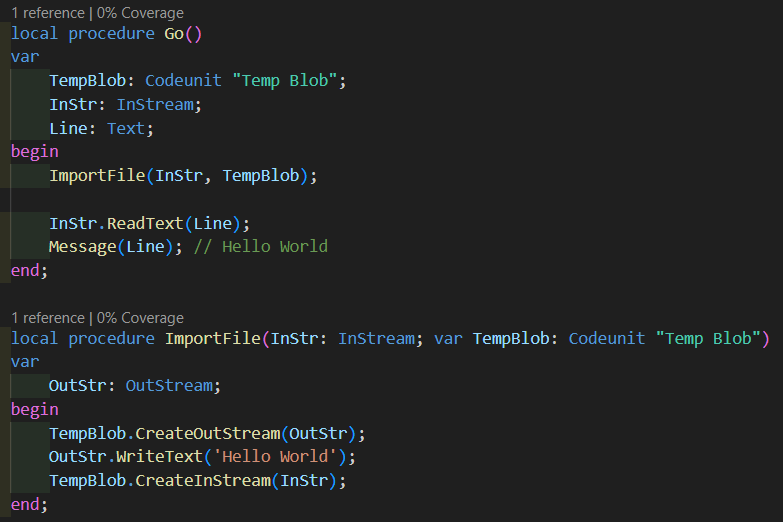 1 reference | 0% Coverage
local procedure Go()
var
TempBlob: Codeunit "Temp Blob";
InStr: InStream;
Line: Text;
begin
ImportFile(InStr, TempBlob);
InStr.ReadText(Line);
Message(Line); // Hello World
end;
1 reference | 0% Coverage
local procedure ImportFile(InStr: InStream; var TempBlob: Codeunit "Temp Blob")
var
OutStr: OutStream;
begin
TempBlob.CreateOutStream(OutStr);
OutStr.WriteText('Hello World');
TempBlob.CreateInStream(InStr);
end;